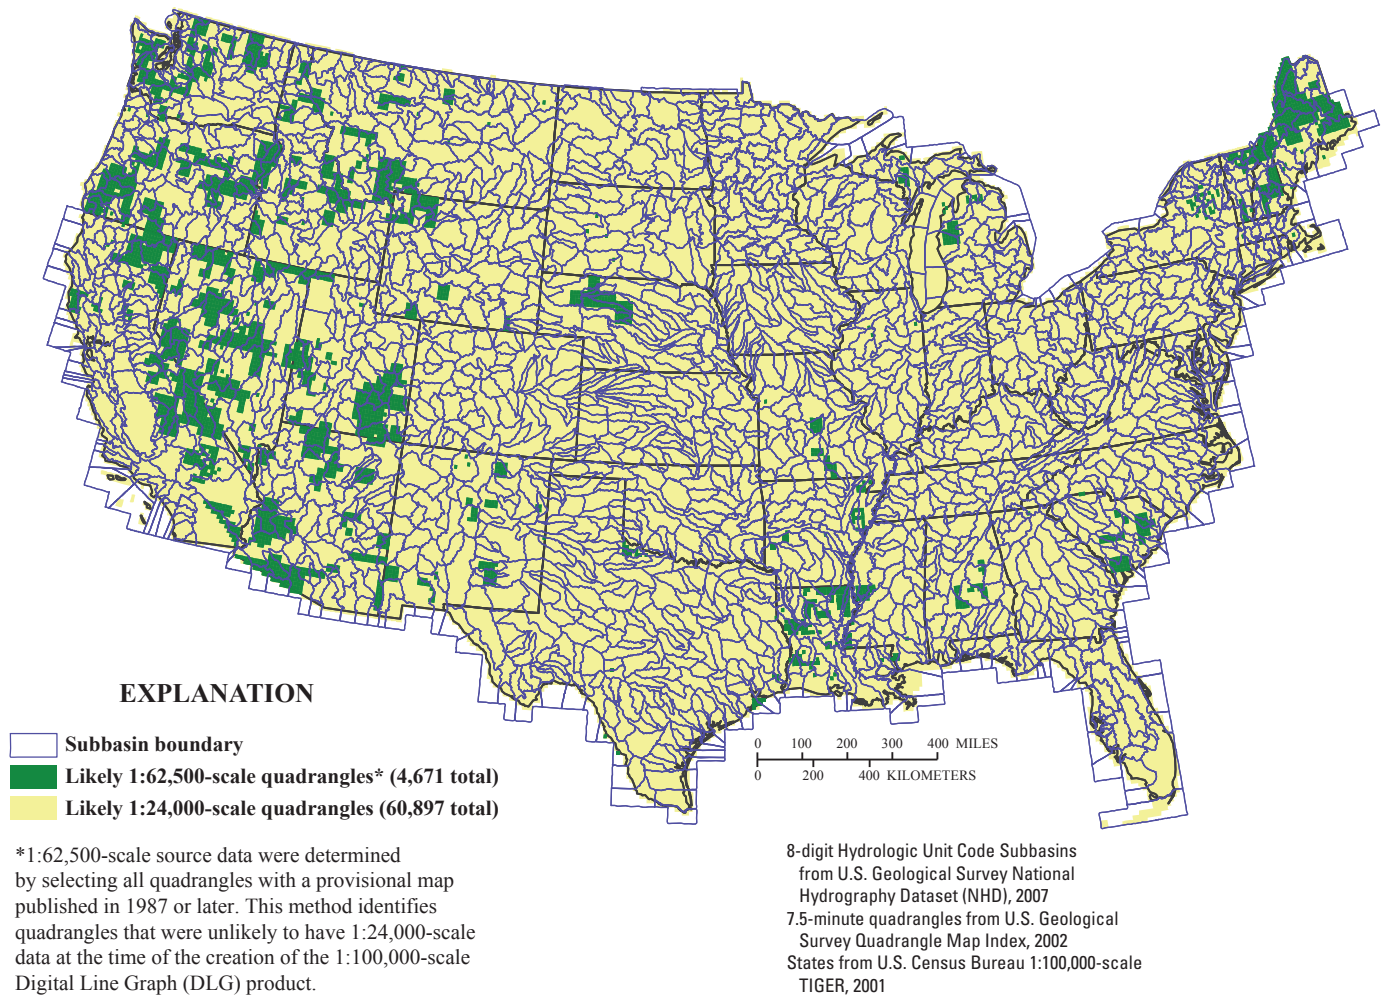 EXPLANATION
Subbasin boundary
Likely 1:62,500-scale quadrangles* (4,671 total)
Likely 1:24,000-scale quadrangles (60,897 total)
*1:62,500-scale source data were determined
by selecting all quadrangles with a provisional map
published in 1987 or later. This method identifies
quadrangles that were unlikely to have 1:24,000-scale
data at the time of the creation of the 1:100,000-scale
Digital Line Graph (DLG) product.
0 100 200 300 400 MILES
0 200 400 KILOMETERS
8-digit Hydrologic Unit Code Subbasins
from U.S. Geological Survey National
Hydrography Dataset (NHD), 2007
7.5-minute quadrangles from U.S. Geological
Survey Quadrangle Map Index, 2002
States from U.S. Census Bureau 1:100,000-scale
TIGER, 2001